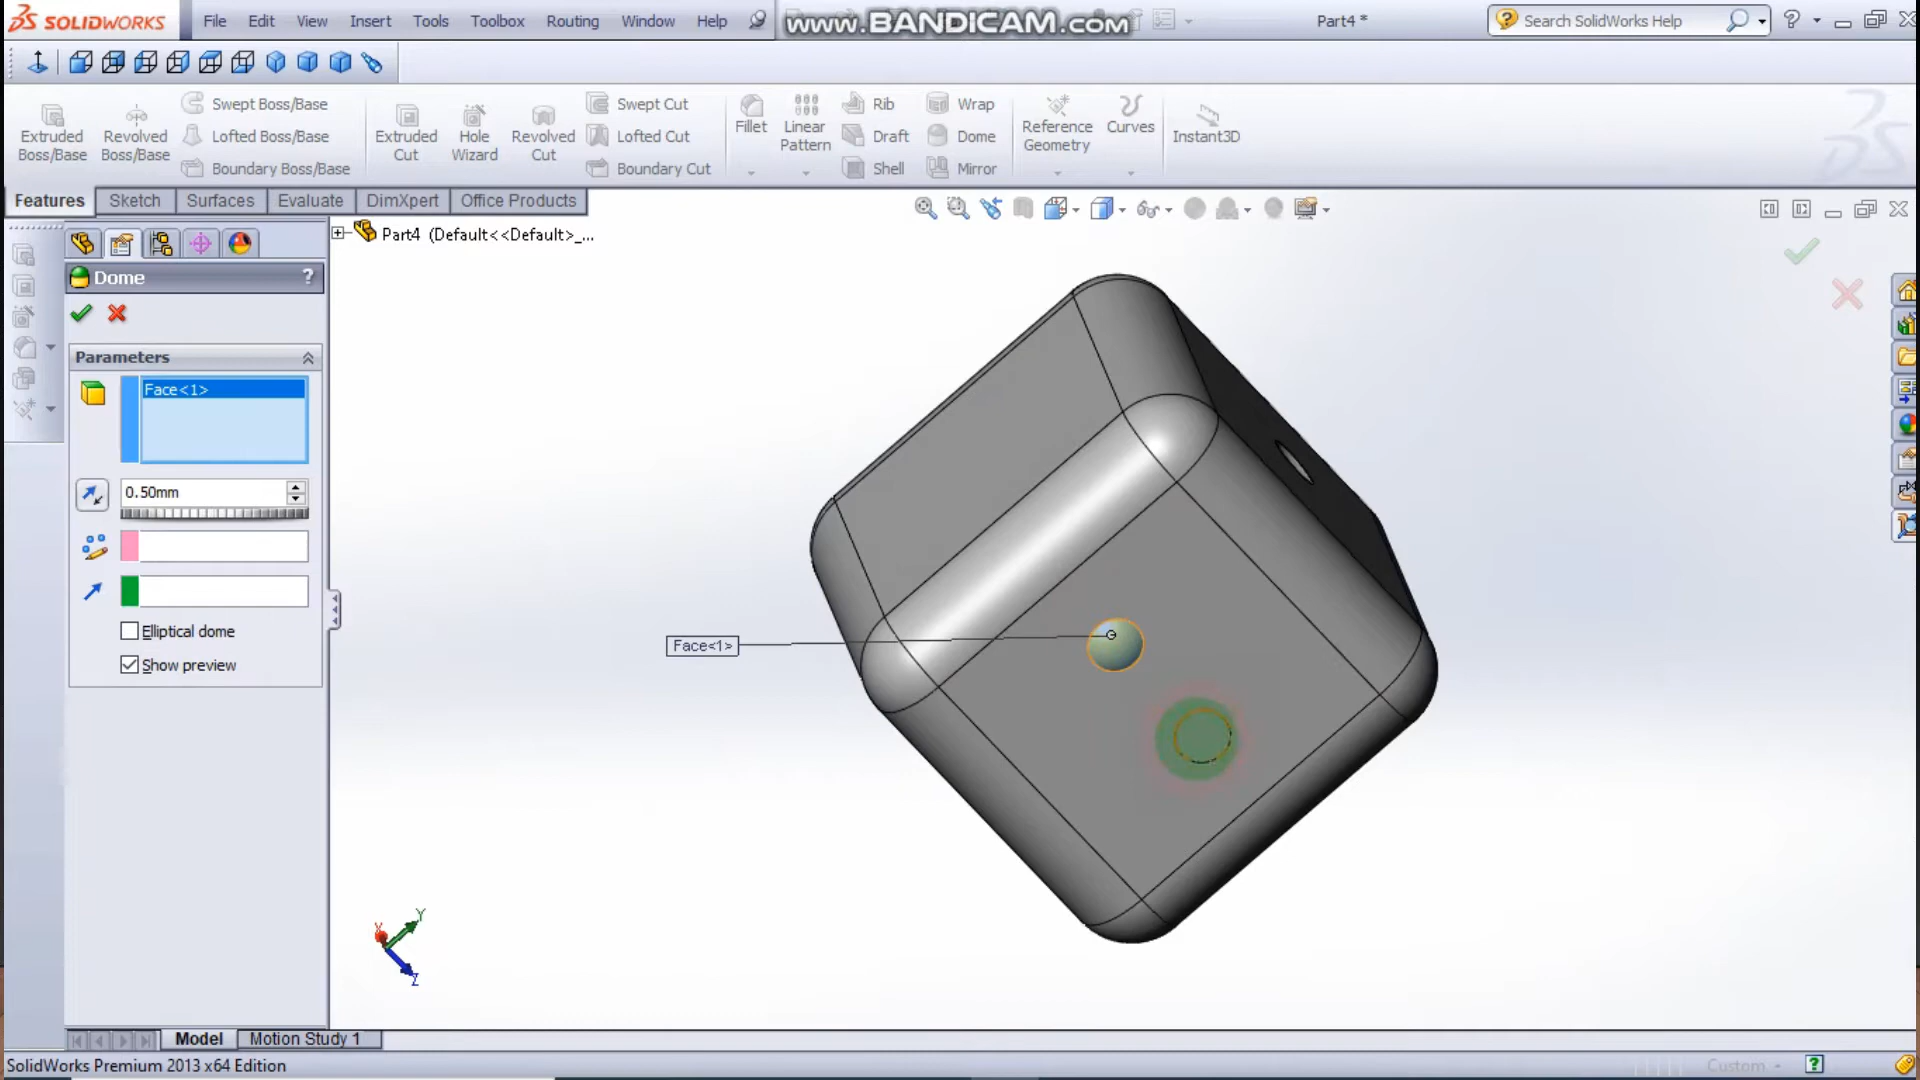 SOLIDWORKS File Edit View Insert Tools Toolbox Routing Window Help www.BANDICAM.com Part4 * Search SolidWorks Help
Extruded Boss/Base
Revolved Boss/Base
Swept Boss/Base
Lofted Boss/Base
Boundary Boss/Base
Extruded Cut
Hole Wizard
Revolved Cut
Swept Cut
Lofted Cut
Boundary Cut
Fillet
Linear Pattern
Rib
Draft
Shell
Wrap
Dome
Mirror
Reference Geometry
Curves
Instant3D
Features Sketch Surfaces Evaluate DimXpert Office Products
Part4 (Default<<Default>_...
Dome ?
Parameters
Face<1>
0.50mm
Elliptical dome
Show preview
Face<1>
Y
X
Z
Model Motion Study 1
SolidWorks Premium 2013 x64 Edition
Custom